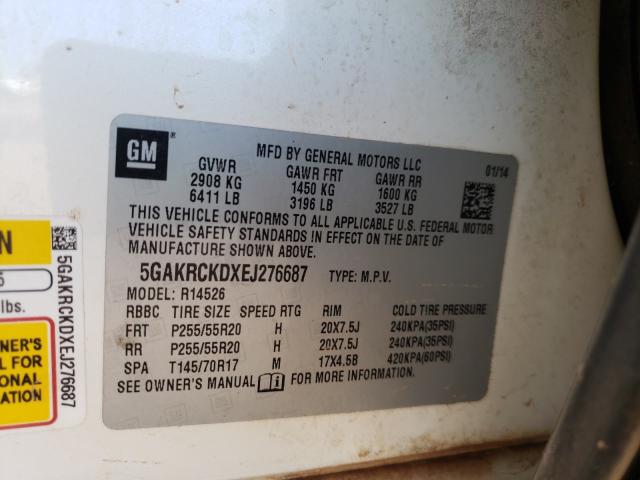 GM
®
MFD BY GENERAL MOTORS LLC
01/14
GVWR GAWR FRT GAWR RR
2908 KG 1450 KG 1600 KG
6411 LB 3196 LB 3527 LB
THIS VEHICLE CONFORMS TO ALL APPLICABLE U.S. FEDERAL MOTOR
VEHICLE SAFETY STANDARDS IN EFFECT ON THE DATE OF
MANUFACTURE SHOWN ABOVE.
5GAKRCKDXEJ276687 TYPE: M.P.V.
MODEL: R14526
RBBC TIRE SIZE SPEED RTG RIM COLD TIRE PRESSURE
FRT P255/55R20 H 20X7.5J 240KPA(35PSI)
RR P255/55R20 H 20X7.5J 240KPA(35PSI)
SPA T145/70R17 M 17X4.5B 420KPA(60PSI)
SEE OWNER'S MANUAL i FOR MORE INFORMATION.
N
5
lbs.
NER'S
L FOR
ONAL
ATION
5GAKRCKDXEJ276687